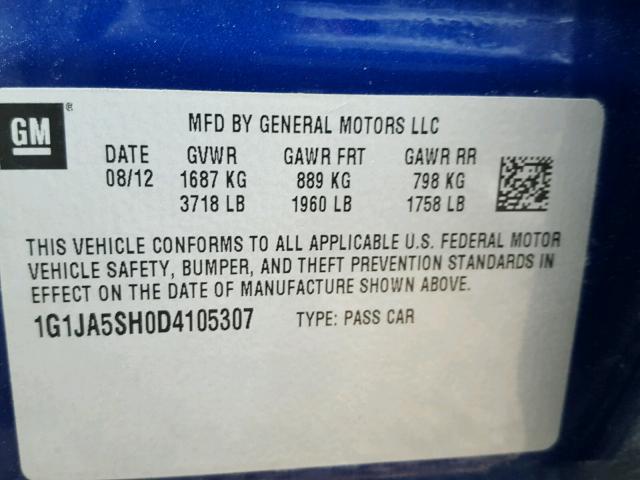 GM ®
MFD BY GENERAL MOTORS LLC
DATE GVWR GAWR FRT GAWR RR
08/12 1687 KG 889 KG 798 KG
3718 LB 1960 LB 1758 LB
THIS VEHICLE CONFORMS TO ALL APPLICABLE U.S. FEDERAL MOTOR
VEHICLE SAFETY, BUMPER, AND THEFT PREVENTION STANDARDS IN
EFFECT ON THE DATE OF MANUFACTURE SHOWN ABOVE.
1G1JA5SH0D4105307 TYPE: PASS CAR